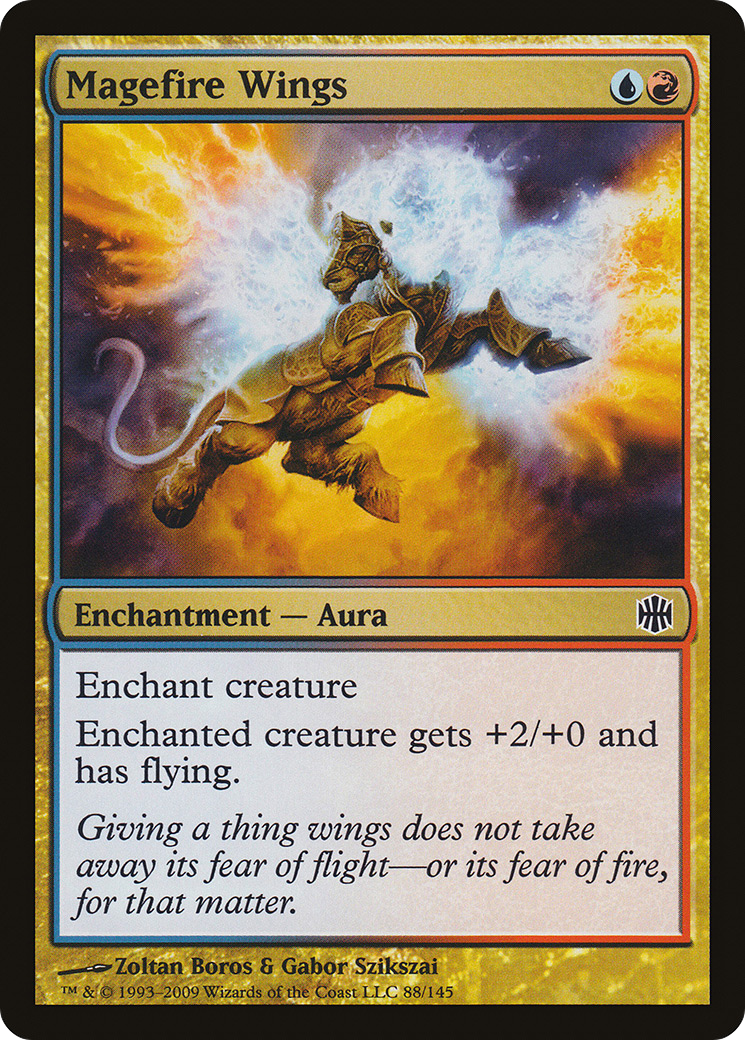 Magefire Wings
Enchantment — Aura
Enchant creature
Enchanted creature gets +2/+0 and
has flying.
Giving a thing wings does not take
away its fear of flight—or its fear of fire,
for that matter.
Zoltan Boros & Gabor Szikszai
™ & © 1993–2009 Wizards of the Coast LLC 88/145